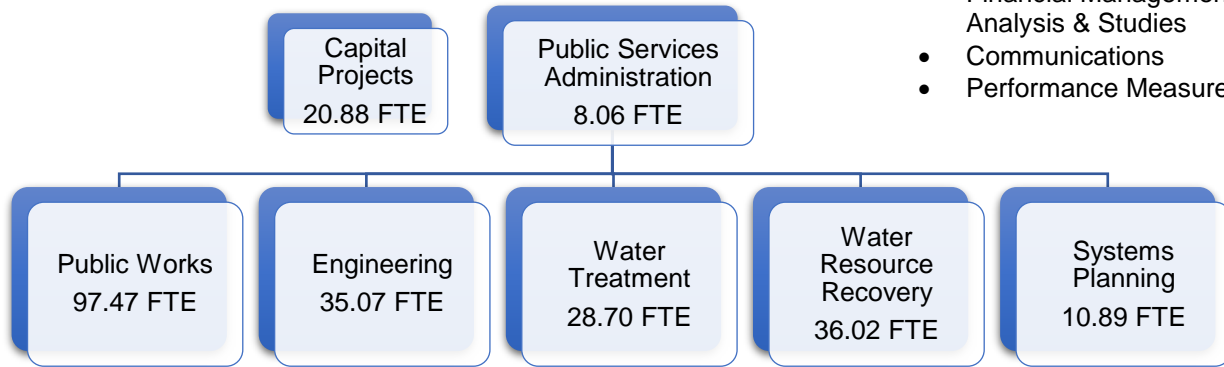 Analysis & Studies
• Communications
• Performance Measure
Capital
Projects
20.88 FTE
Public Services
Administration
8.06 FTE
Public Works
97.47 FTE
Engineering
35.07 FTE
Water
Treatment
28.70 FTE
Water
Resource
Recovery
36.02 FTE
Systems
Planning
10.89 FTE